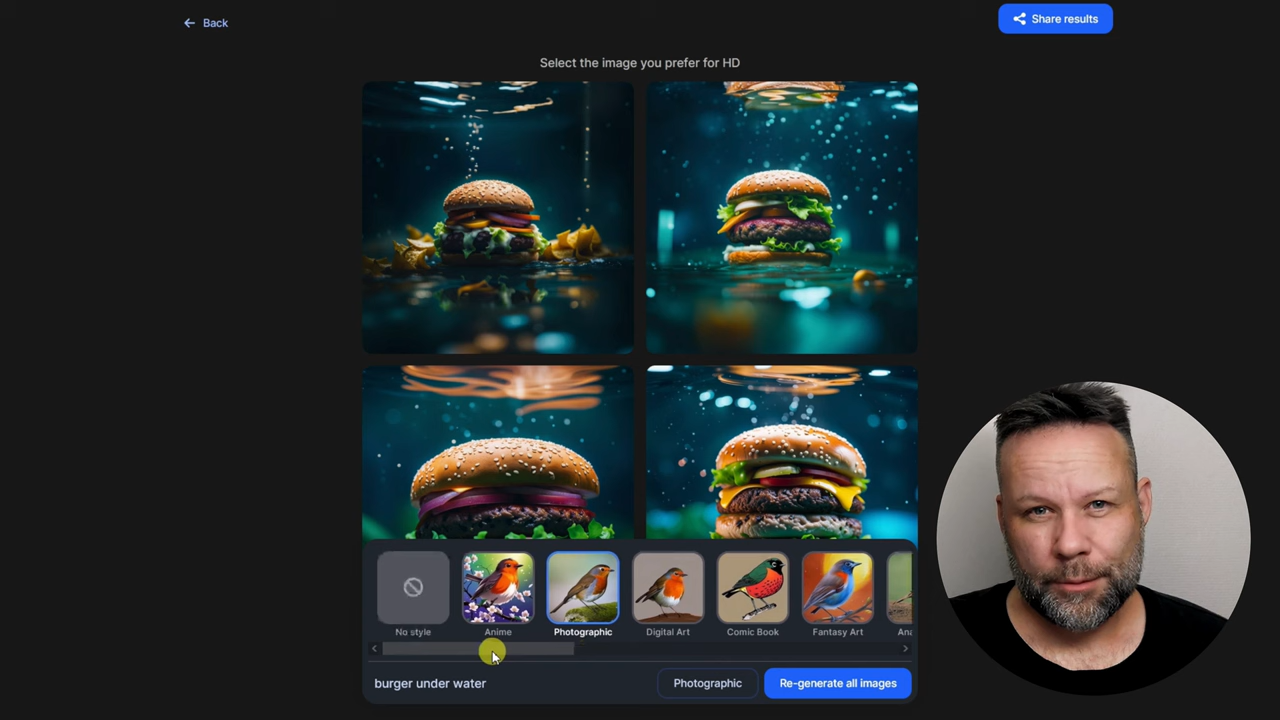 Back
Share results
Select the image you prefer for HD
No style
Anime
Photographic
Digital Art
Comic Book
Fantasy Art
Ana
burger under water
Photographic
Re-generate all images